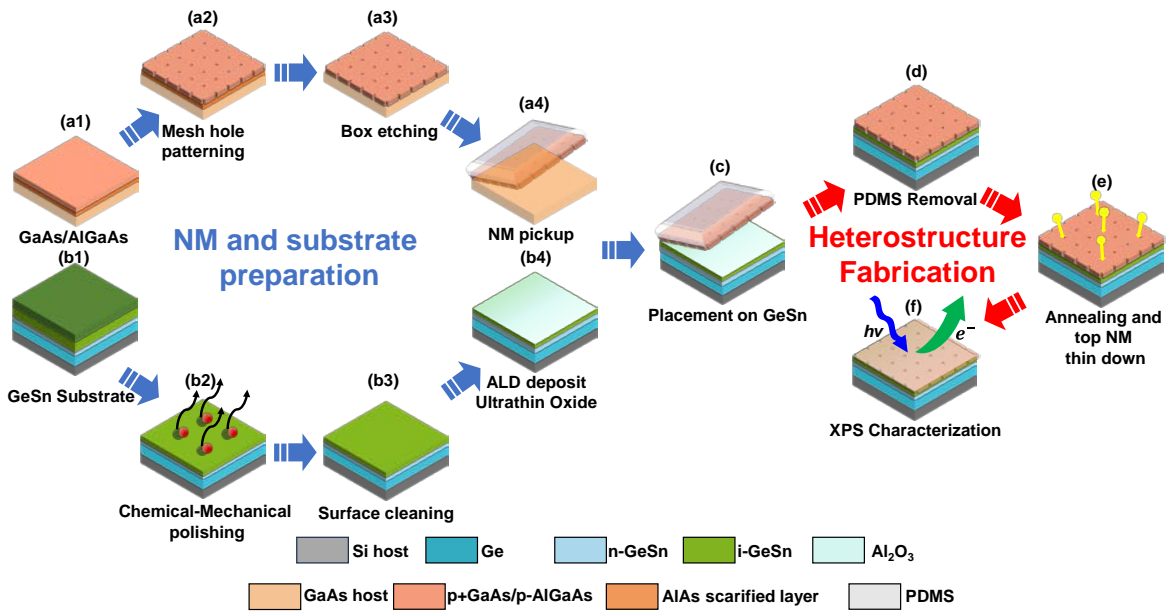 (a1)
GaAs/AlGaAs
(a2)
Mesh hole
patterning
(a3)
Box etching
(a4)
NM pickup
NM and substrate
preparation
(b1)
GeSn Substrate
(b2)
Chemical-Mechanical
polishing
(b3)
Surface cleaning
(b4)
ALD deposit
Ultrathin Oxide
(c)
Placement on GeSn
(d)
PDMS Removal
(e)
Annealing and
top NM
thin down
Heterostructure
Fabrication
(f)
hv
e⁻
XPS Characterization
Si host
Ge
n-GeSn
i-GeSn
Al₂O₃
GaAs host
p+GaAs/p-AlGaAs
AlAs scarified layer
PDMS